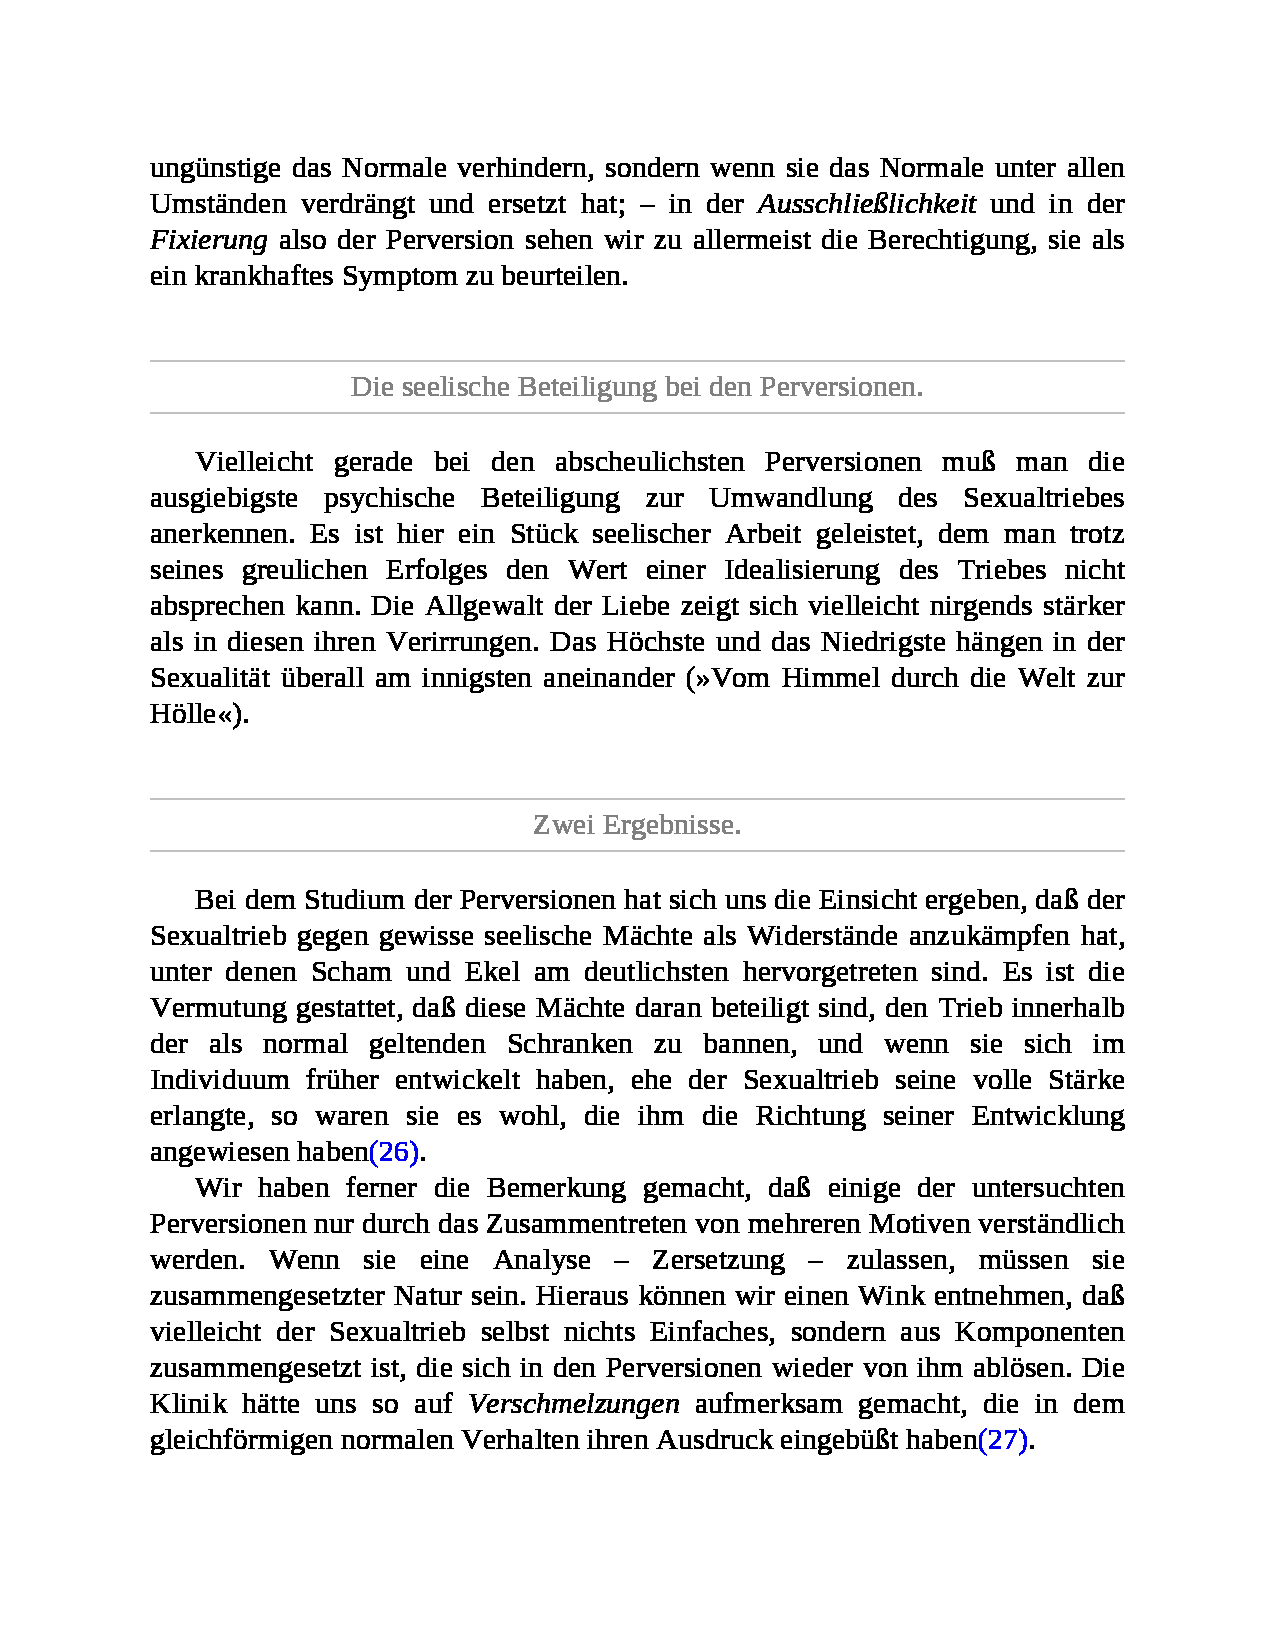 ungünstige das Normale verhindern, sondern wenn sie das Normale unter allen
Umständen verdrängt und ersetzt hat; – in der Ausschließlichkeit und in der
Fixierung also der Perversion sehen wir zu allermeist die Berechtigung, sie als
ein krankhaftes Symptom zu beurteilen.
Die seelische Beteiligung bei den Perversionen.
Vielleicht gerade bei den abscheulichsten Perversionen muß man die
ausgiebigste psychische Beteiligung zur Umwandlung des Sexualtriebes
anerkennen. Es ist hier ein Stück seelischer Arbeit geleistet, dem man trotz
seines greulichen Erfolges den Wert einer Idealisierung des Triebes nicht
absprechen kann. Die Allgewalt der Liebe zeigt sich vielleicht nirgends stärker
als in diesen ihren Verirrungen. Das Höchste und das Niedrigste hängen in der
Sexualität überall am innigsten aneinander (»Vom Himmel durch die Welt zur
Hölle«).
Zwei Ergebnisse.
Bei dem Studium der Perversionen hat sich uns die Einsicht ergeben, daß der
Sexualtrieb gegen gewisse seelische Mächte als Widerstände anzukämpfen hat,
unter denen Scham und Ekel am deutlichsten hervorgetreten sind. Es ist die
Vermutung gestattet, daß diese Mächte daran beteiligt sind, den Trieb innerhalb
der als normal geltenden Schranken zu bannen, und wenn sie sich im
Individuum früher entwickelt haben, ehe der Sexualtrieb seine volle Stärke
erlangte, so waren sie es wohl, die ihm die Richtung seiner Entwicklung
angewiesen haben(26).
Wir haben ferner die Bemerkung gemacht, daß einige der untersuchten
Perversionen nur durch das Zusammentreten von mehreren Motiven verständlich
werden. Wenn sie eine Analyse – Zersetzung – zulassen, müssen sie
zusammengesetzter Natur sein. Hieraus können wir einen Wink entnehmen, daß
vielleicht der Sexualtrieb selbst nichts Einfaches, sondern aus Komponenten
zusammengesetzt ist, die sich in den Perversionen wieder von ihm ablösen. Die
Klinik hätte uns so auf Verschmelzungen aufmerksam gemacht, die in dem
gleichförmigen normalen Verhalten ihren Ausdruck eingebüßt haben(27).